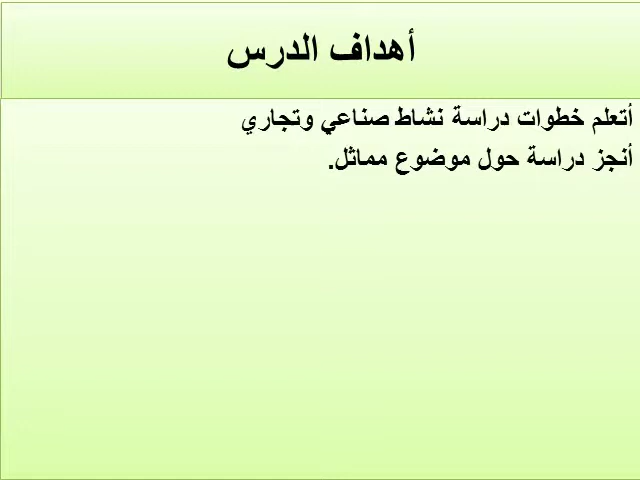 أهداف الدرس
أتعلم خطوات دراسة نشاط صناعي وتجاري
أنجز دراسة حول موضوع مماثل.